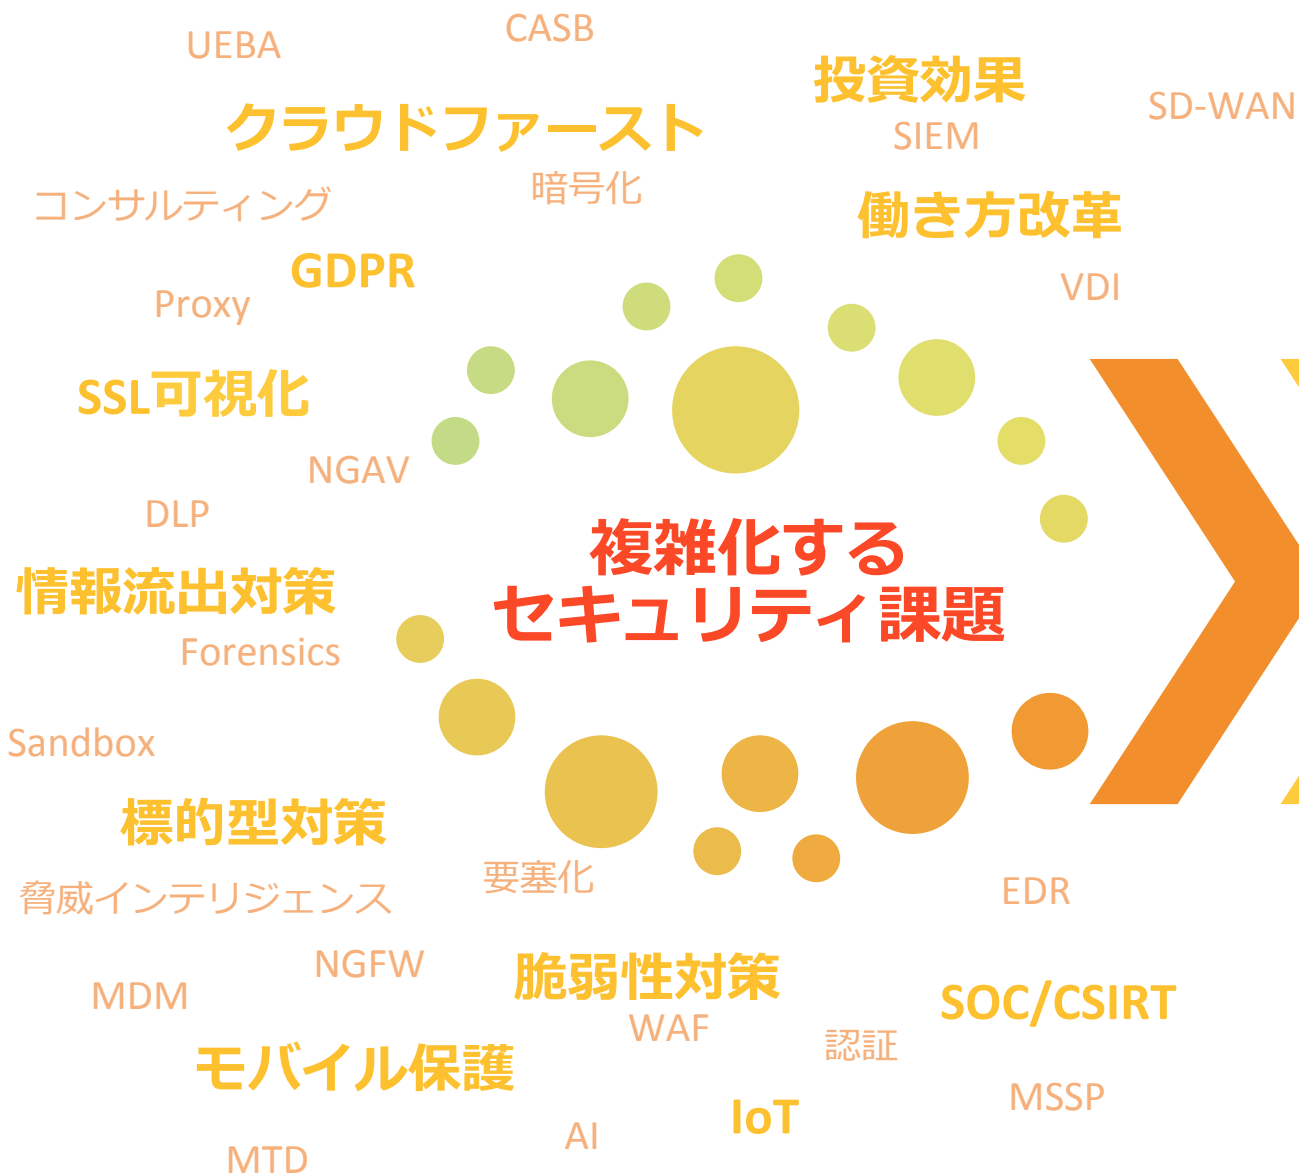 UEBA
CASB
投資効果
クラウドファースト
SD-WAN
SIEM
コンサルティング
暗号化
働き方改革
GDPR
Proxy
VDI
SSL可視化
NGAV
DLP
複雑化する
セキュリティ課題
情報流出対策
Forensics
Sandbox
標的型対策
脅威インテリジェンス
要塞化
EDR
NGFW
脆弱性対策
MDM
SOC/CSIRT
WAF
認証
モバイル保護
MSSP
IoT
AI
MTD